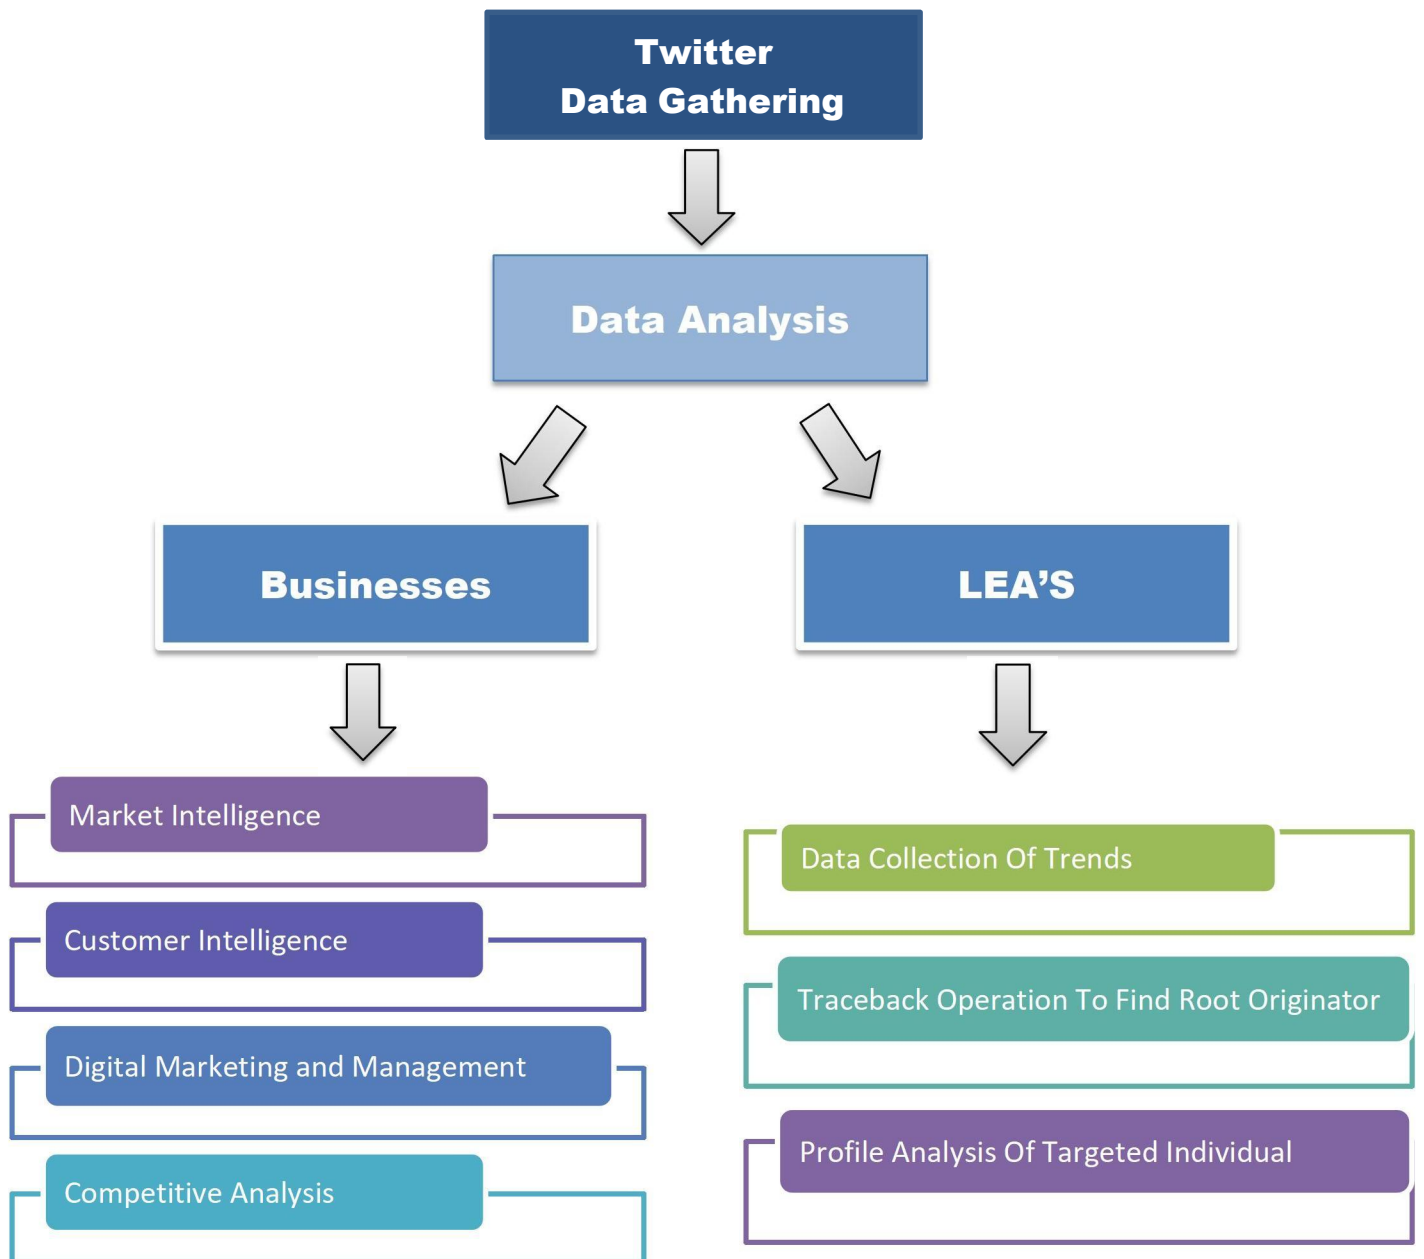 Twitter
Data Gathering
Data Analysis
Businesses
LEA’S
Market Intelligence
Customer Intelligence
Digital Marketing and Management
Competitive Analysis
Data Collection Of Trends
Traceback Operation To Find Root Originator
Profile Analysis Of Targeted Individual